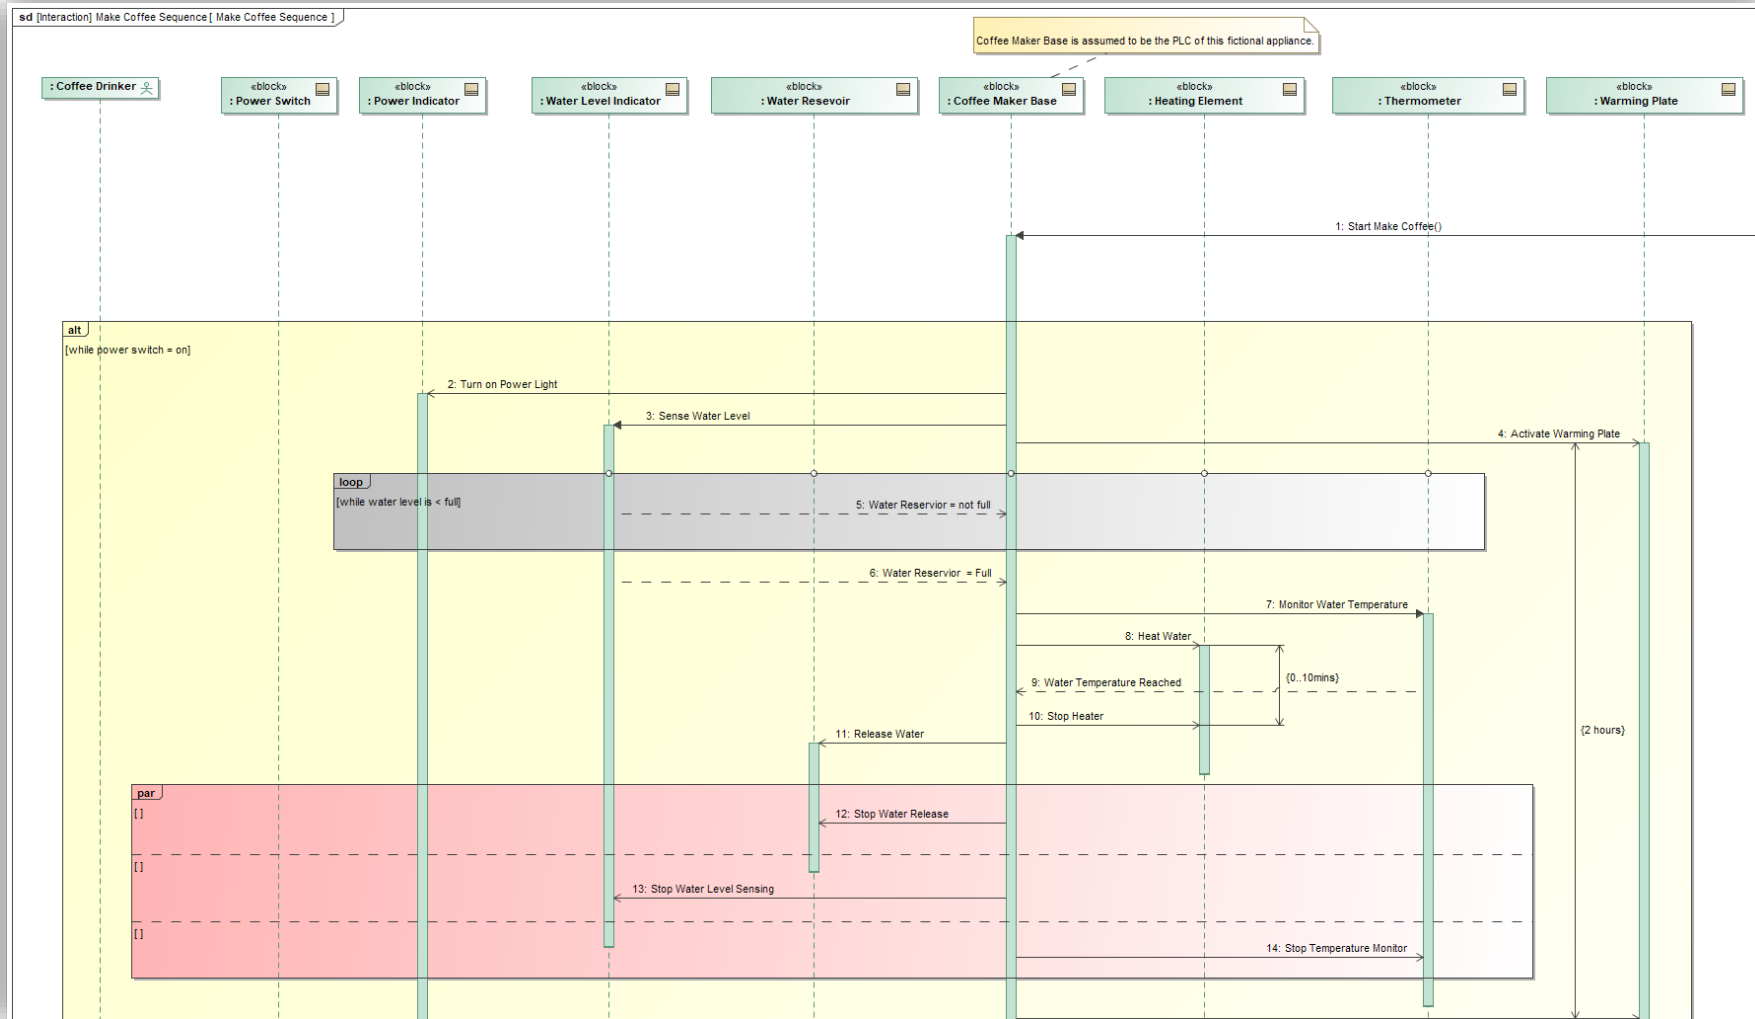 sd [Interaction] Make Coffee Sequence [ Make Coffee Sequence ]
Coffee Maker Base is assumed to be the PLC of this fictional appliance.
: Coffee Drinker
«block»
: Power Switch
«block»
: Power Indicator
«block»
: Water Level Indicator
«block»
: Water Resevoir
«block»
: Coffee Maker Base
«block»
: Heating Element
«block»
: Thermometer
«block»
: Warming Plate
1: Start Make Coffee()
alt
[while power switch = on]
2: Turn on Power Light
3: Sense Water Level
4: Activate Warming Plate
loop
[while water level is < full]
5: Water Reservior = not full
6: Water Reservior = Full
7: Monitor Water Temperature
8: Heat Water
{0..10mins}
9: Water Temperature Reached
10: Stop Heater
11: Release Water
{2 hours}
par
[ ]
12: Stop Water Release
[ ]
13: Stop Water Level Sensing
[ ]
14: Stop Temperature Monitor